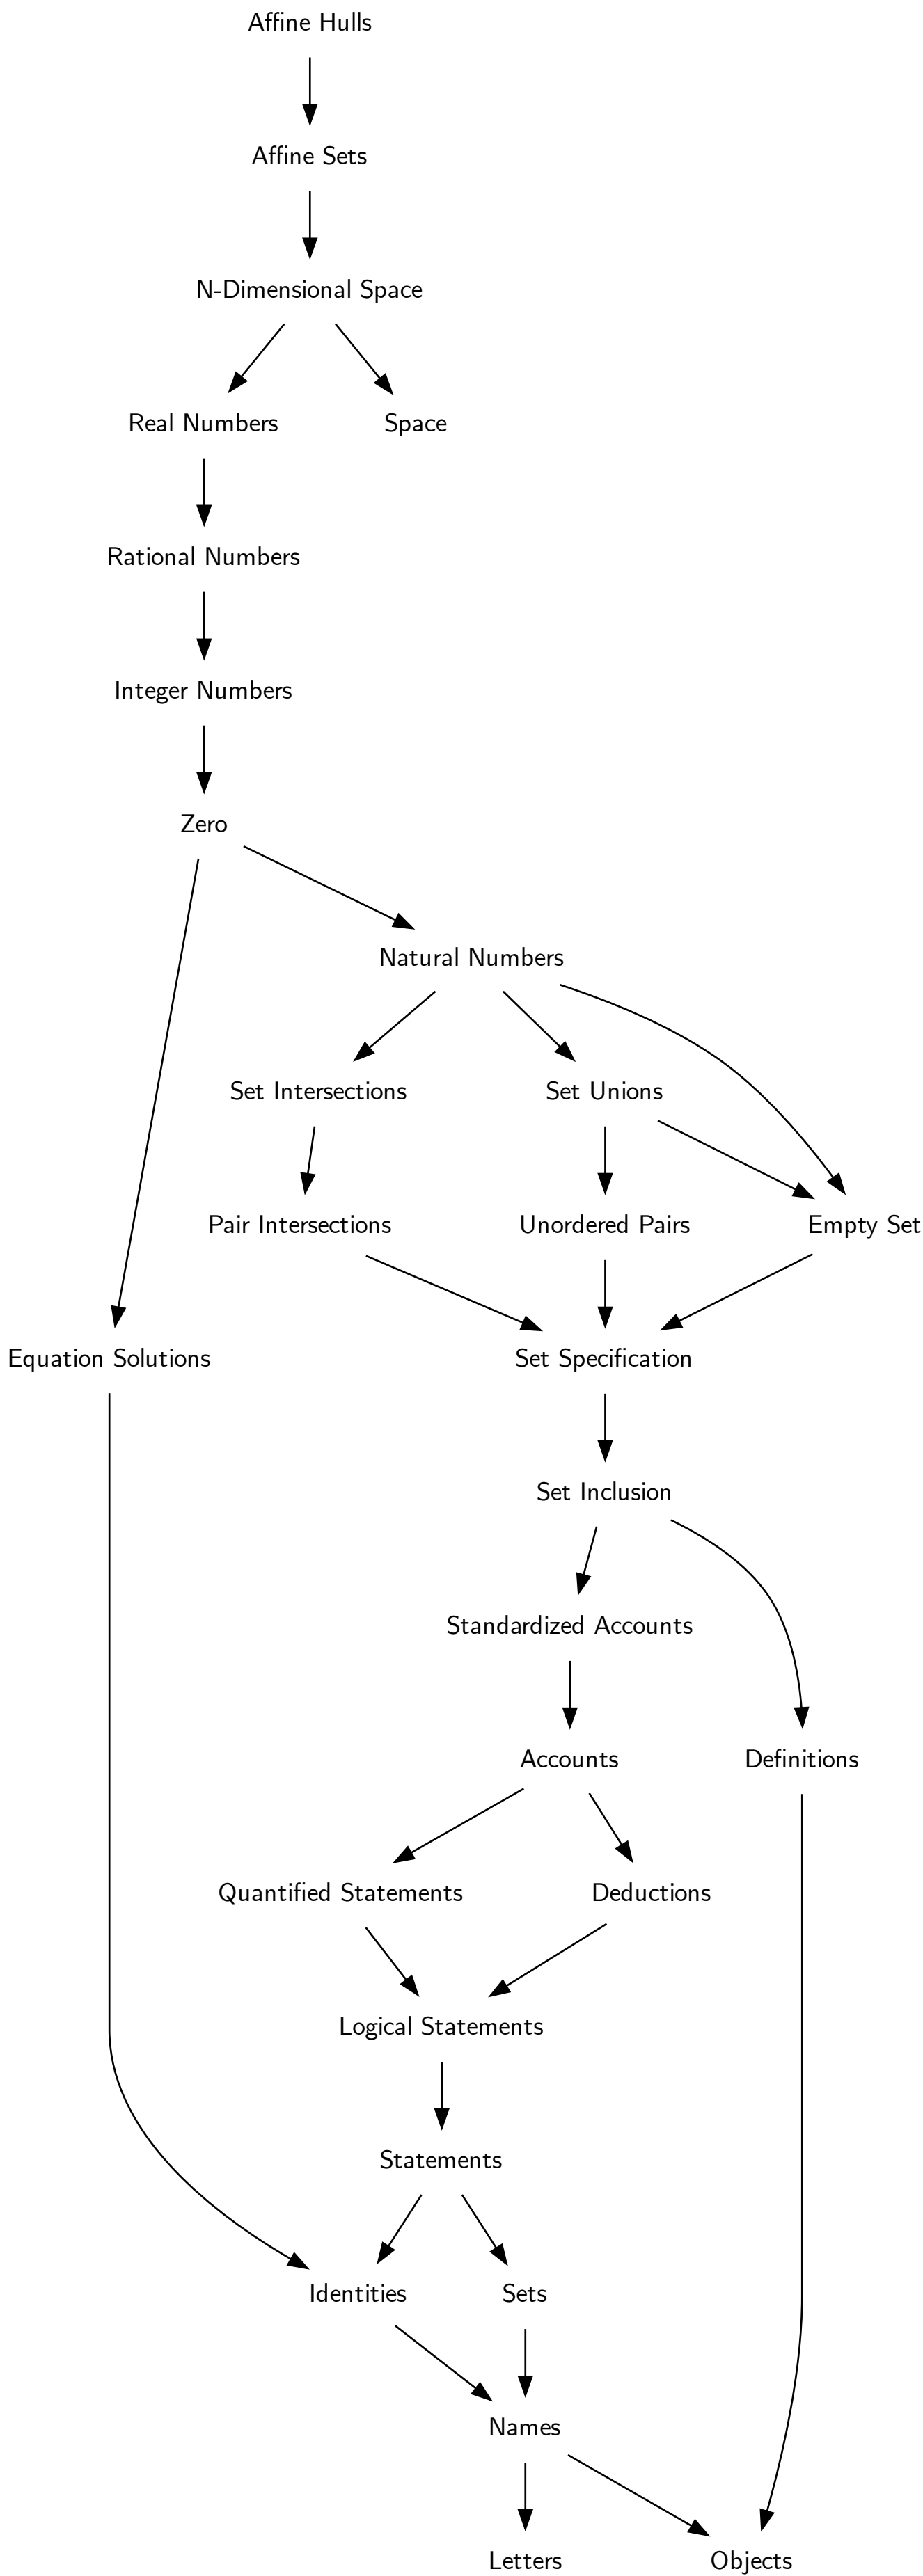 Affine Hulls
Affine Sets
N-Dimensional Space
Real Numbers
Space
Rational Numbers
Integer Numbers
Zero
Natural Numbers
Set Intersections
Set Unions
Pair Intersections
Unordered Pairs
Empty Set
Equation Solutions
Set Specification
Set Inclusion
Standardized Accounts
Accounts
Definitions
Quantified Statements
Deductions
Logical Statements
Statements
Identities
Sets
Names
Letters
Objects